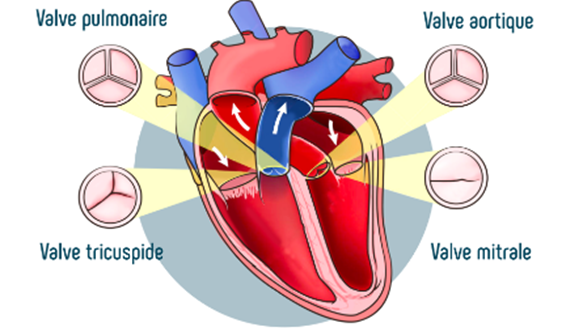 Valve pulmonaire
Valve aortique
Valve tricuspide
Valve mitrale